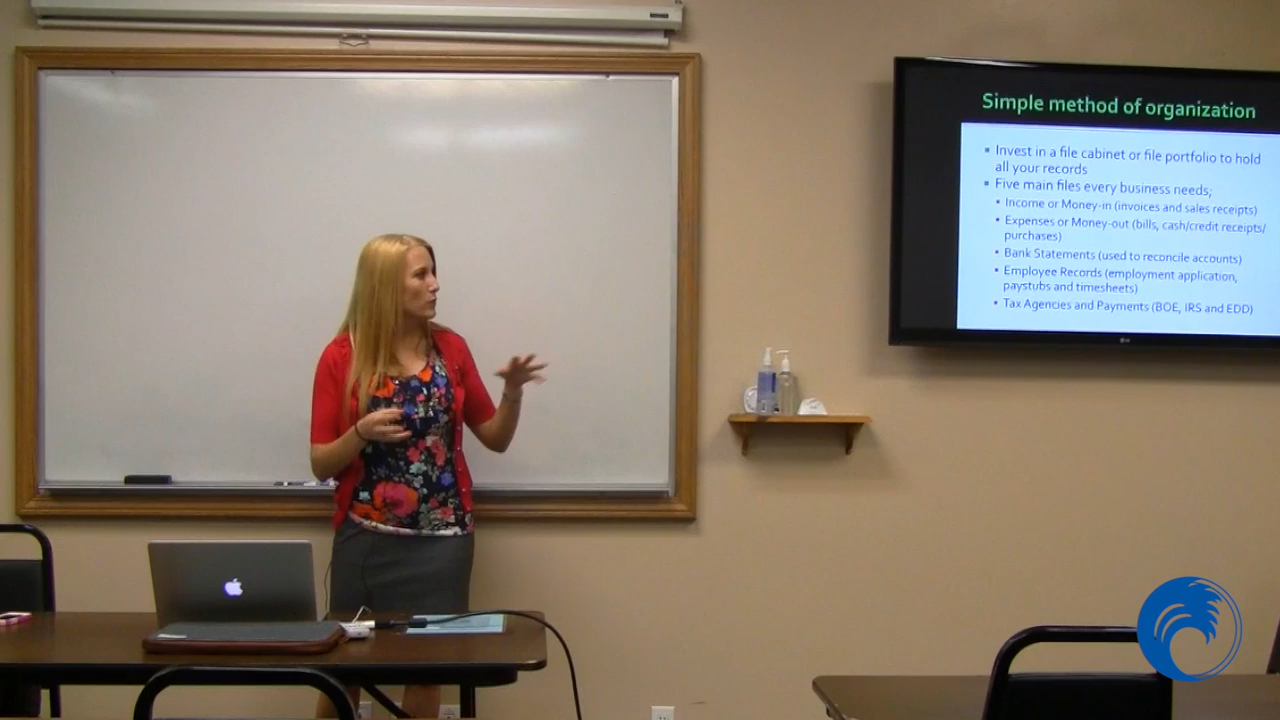 Simple method of organization
▪ Invest in a file cabinet or file portfolio to hold
all your records
▪ Five main files every business needs;
▪ Income or Money-in (invoices and sales receipts)
▪ Expenses or Money-out (bills, cash/credit receipts/
purchases)
▪ Bank Statements (used to reconcile accounts)
▪ Employee Records (employment application,
paystubs and timesheets)
▪ Tax Agencies and Payments (BOE, IRS and EDD)
LG